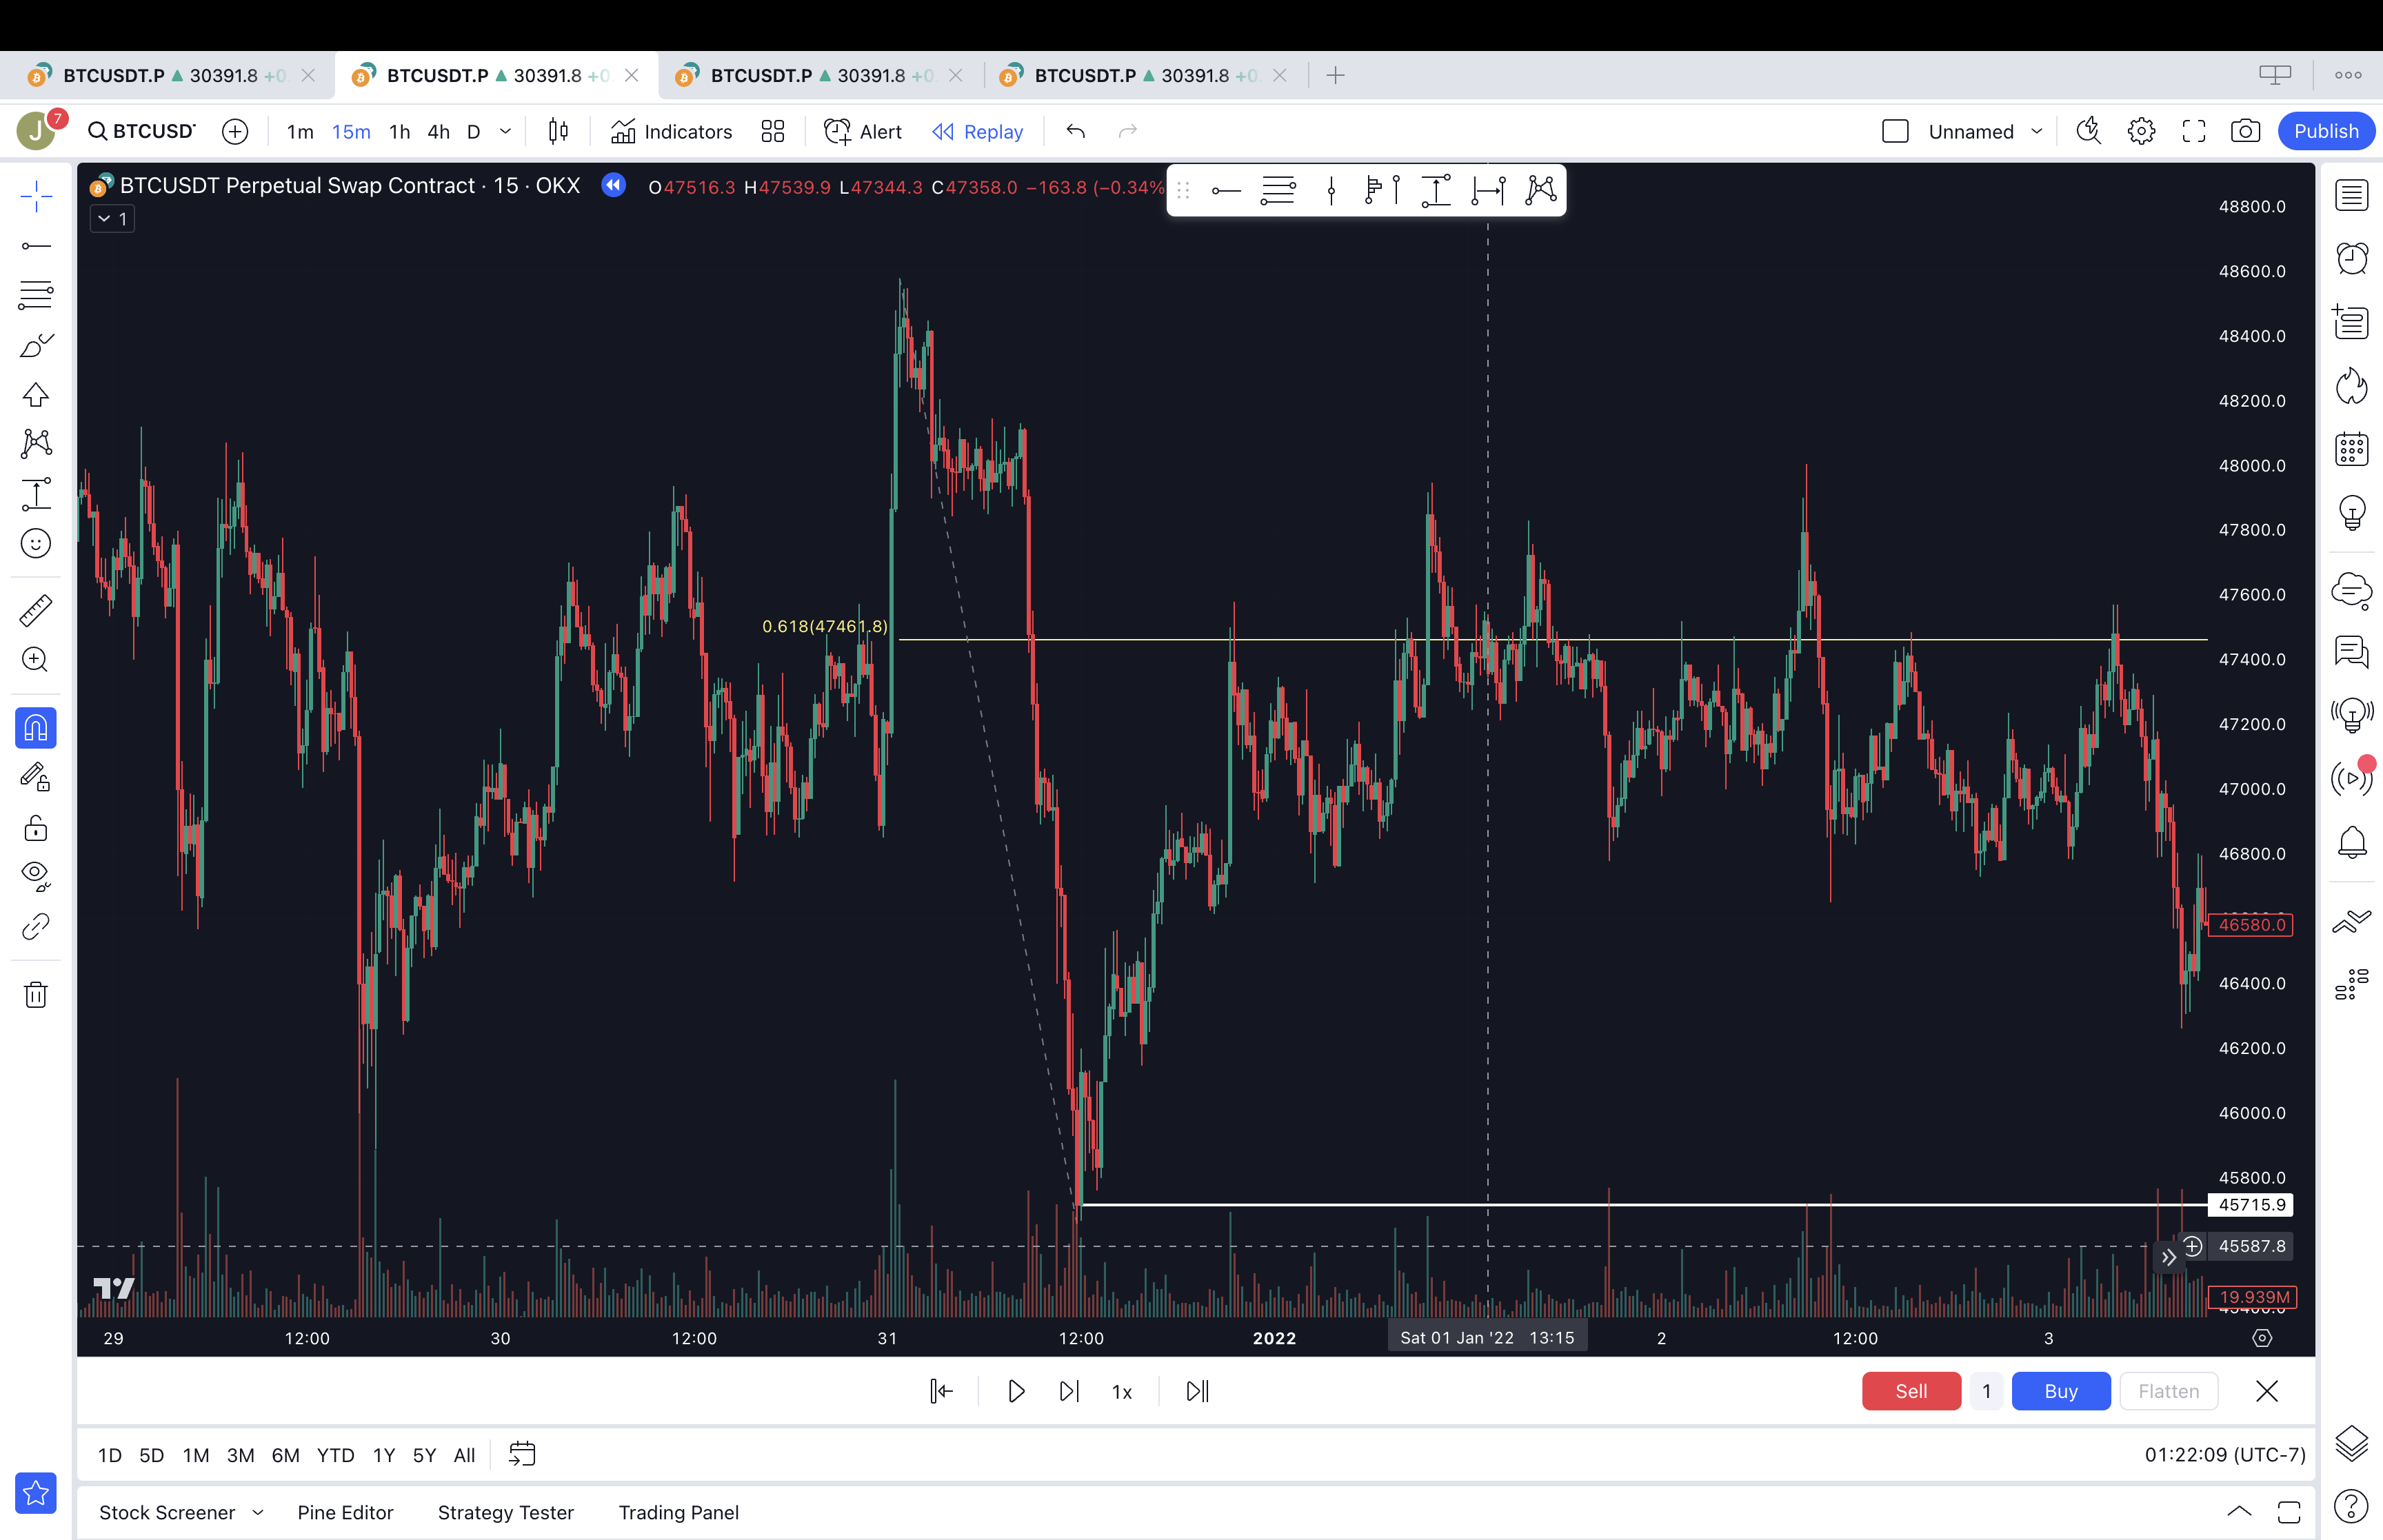 BTCUSDT.P ▲ 30391.8 +0. BTCUSDT.P ▲ 30391.8 +0. BTCUSDT.P ▲ 30391.8 +0. BTCUSDT.P ▲ 30391.8 +0.
J 7 BTCUSD 1m 15m 1h 4h D Indicators Alert Replay Unnamed Publish
BTCUSDT Perpetual Swap Contract · 15 · OKX O47516.3 H47539.9 L47344.3 C47358.0 −163.8 (−0.34%
1
48800.0
48600.0
48400.0
48200.0
48000.0
47800.0
47600.0
0.618(47461.8)
47400.0
47200.0
47000.0
46800.0
46580.0
46400.0
46200.0
46000.0
45800.0
45715.9
45587.8
19.939M
29 12:00 30 12:00 31 12:00 2022 Sat 01 Jan '22 13:15 2 12:00 3
1x Sell 1 Buy Flatten
1D 5D 1M 3M 6M YTD 1Y 5Y All 01:22:09 (UTC-7)
Stock Screener Pine Editor Strategy Tester Trading Panel